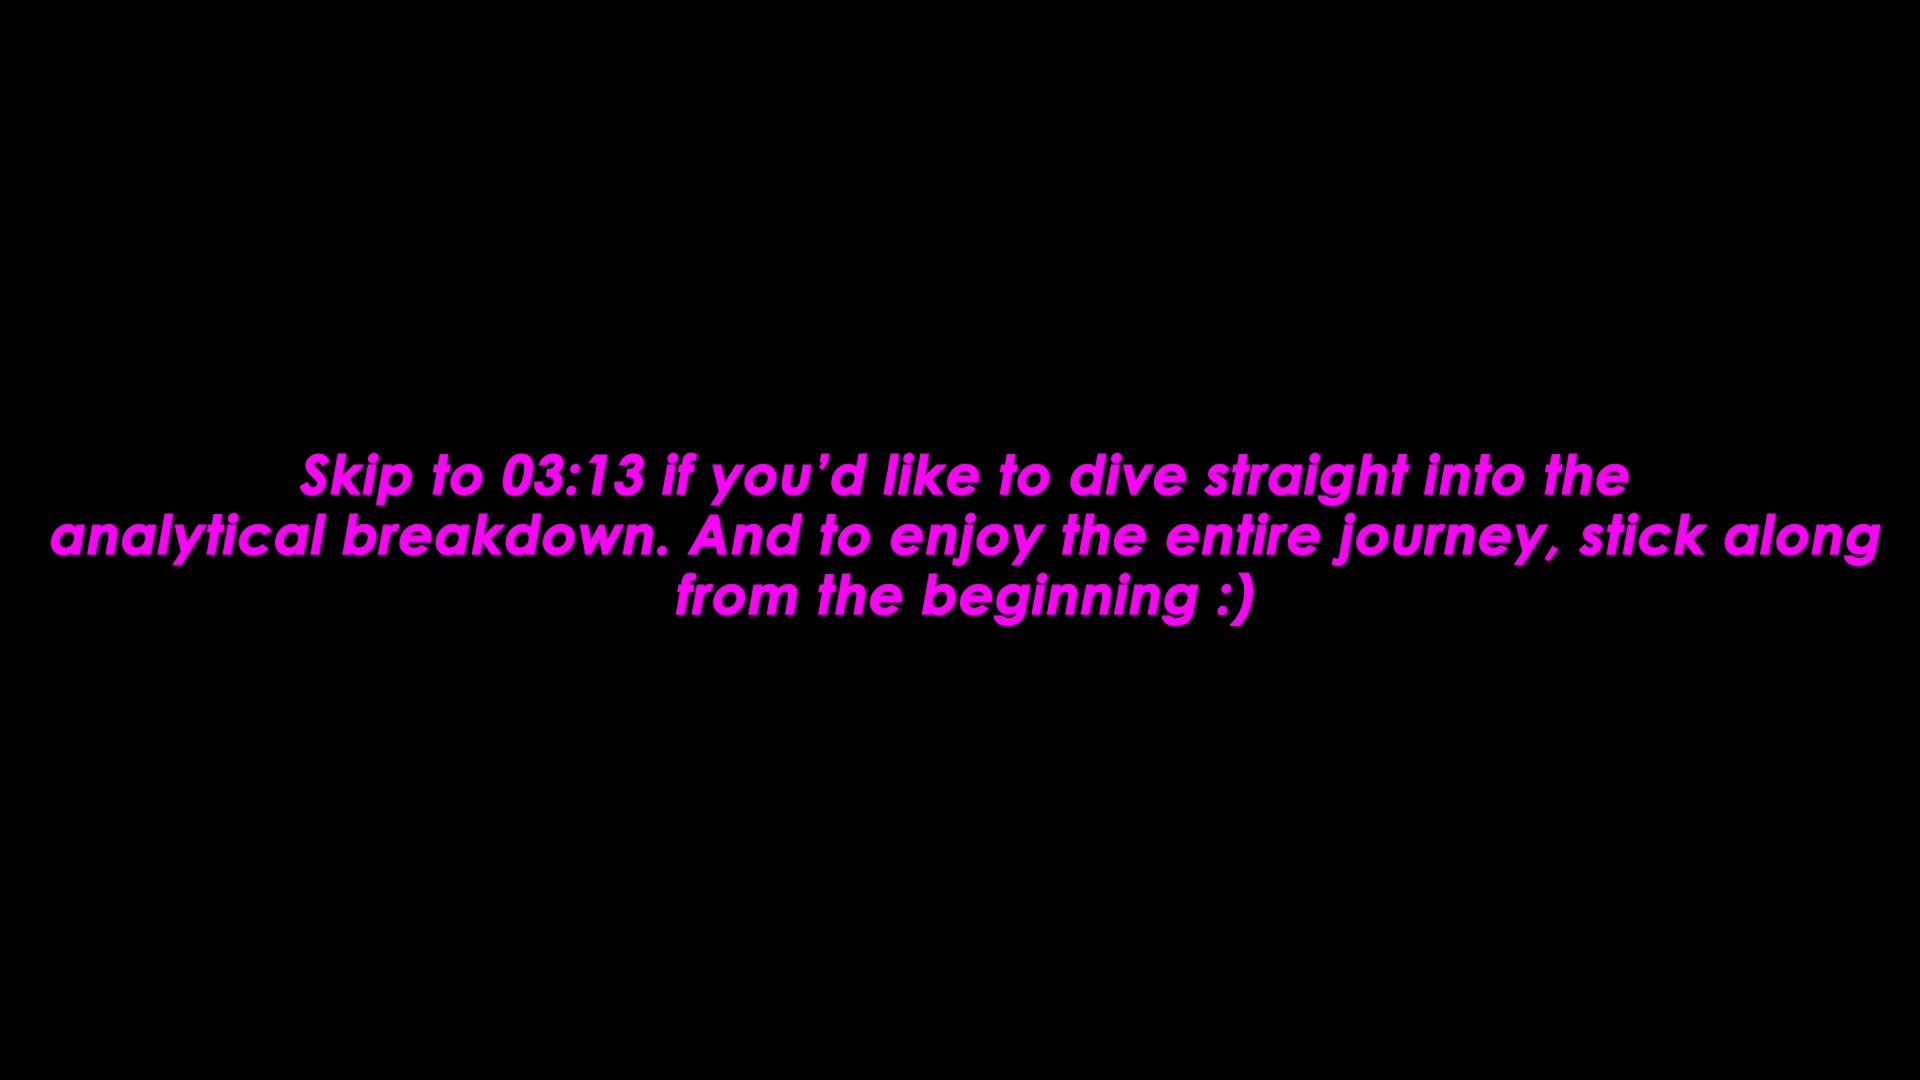 Skip to 03:13 if you’d like to dive straight into the
analytical breakdown. And to enjoy the entire journey, stick along
from the beginning :)